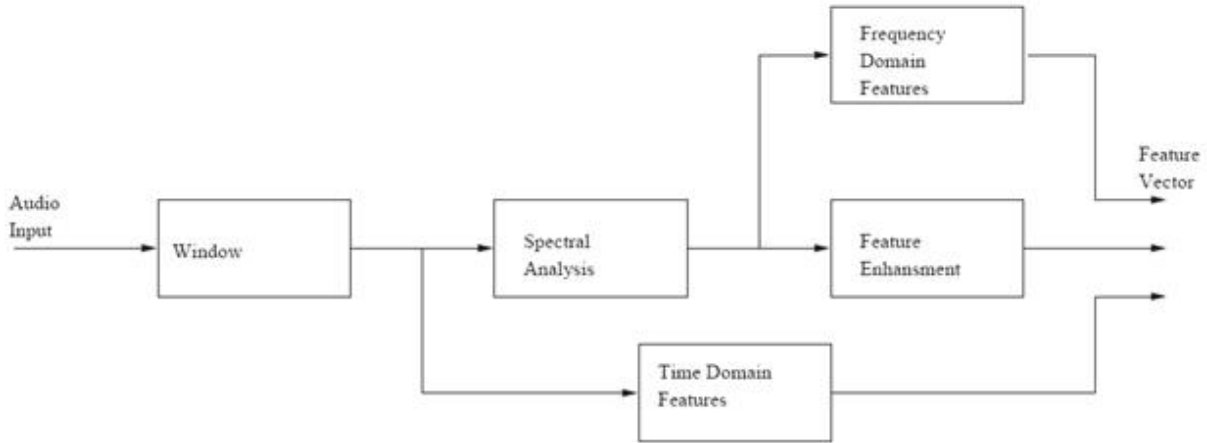 Frequency
Domain
Features
Feature
Vector
Audio
Input
Window
Spectral
Analysis
Feature
Enhansment
Time Domain
Features